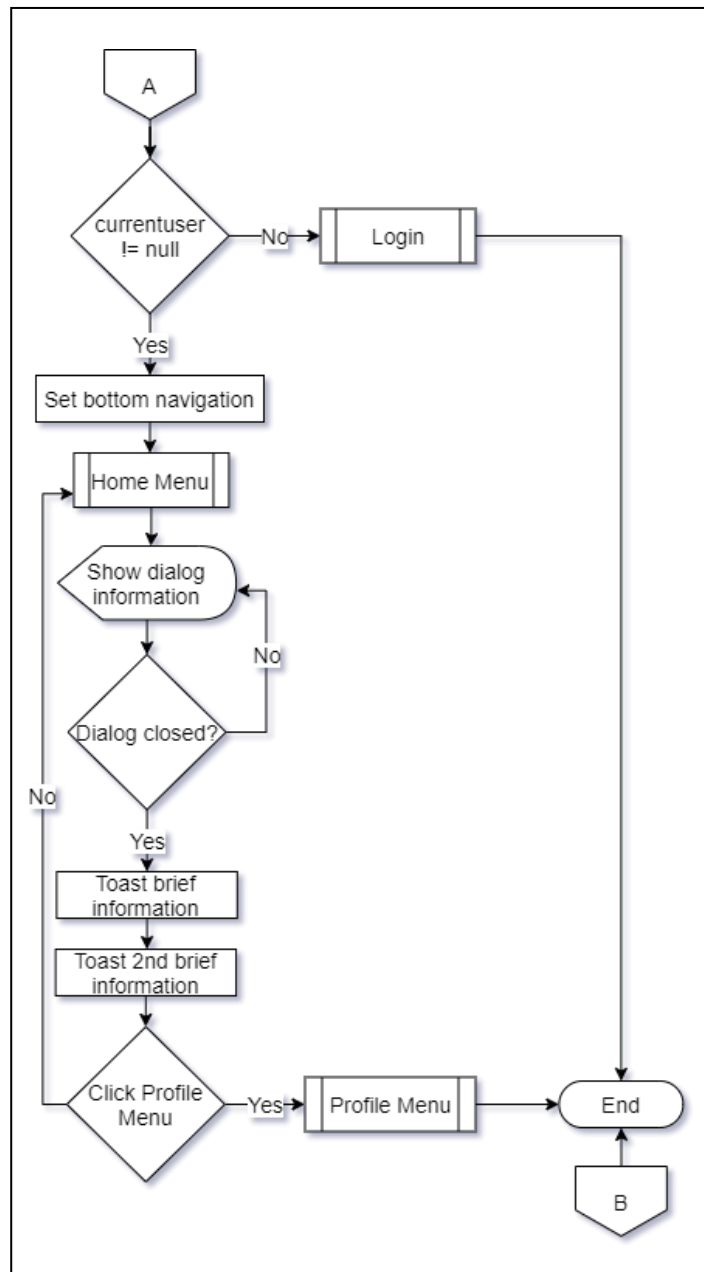 A
currentuser
!= null
No
Login
Yes
Set bottom navigation
Home Menu
Show dialog
information
No
Dialog closed?
No
Yes
Toast brief
information
Toast 2nd brief
information
Click Profile
Menu
Yes
Profile Menu
End
B